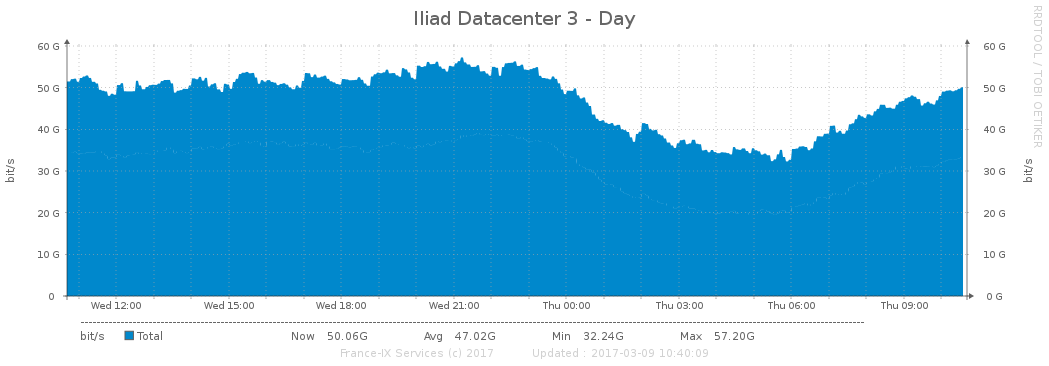 Iliad Datacenter 3 - Day
RRDTOOL / TOBI OETIKER
60 G 60 G
50 G 50 G
40 G 40 G
30 G 30 G
20 G 20 G
10 G 10 G
0 0 G
bit/s bit/s
Wed 12:00 Wed 15:00 Wed 18:00 Wed 21:00 Thu 00:00 Thu 03:00 Thu 06:00 Thu 09:00
bit/s Total Now 50.06G Avg 47.02G Min 32.24G Max 57.20G
France-IX Services (c) 2017 Updated : 2017-03-09 10:40:09